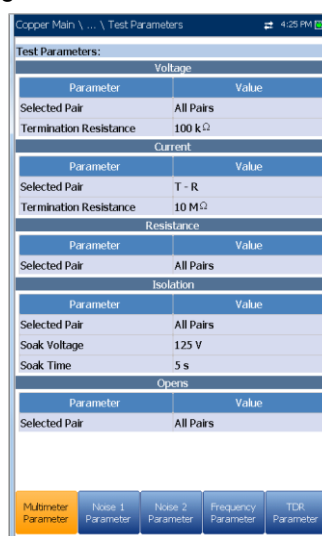 Copper Main \ ... \ Test Parameters 4:25 PM
Test Parameters:
Voltage
Parameter Value
Selected Pair All Pairs
Termination Resistance 100 kΩ
Current
Parameter Value
Selected Pair T - R
Termination Resistance 10 MΩ
Resistance
Parameter Value
Selected Pair All Pairs
Isolation
Parameter Value
Selected Pair All Pairs
Soak Voltage 125 V
Soak Time 5 s
Opens
Parameter Value
Selected Pair All Pairs
Multimeter Noise 1 Noise 2 Frequency TDR
Parameter Parameter Parameter Parameter Parameter